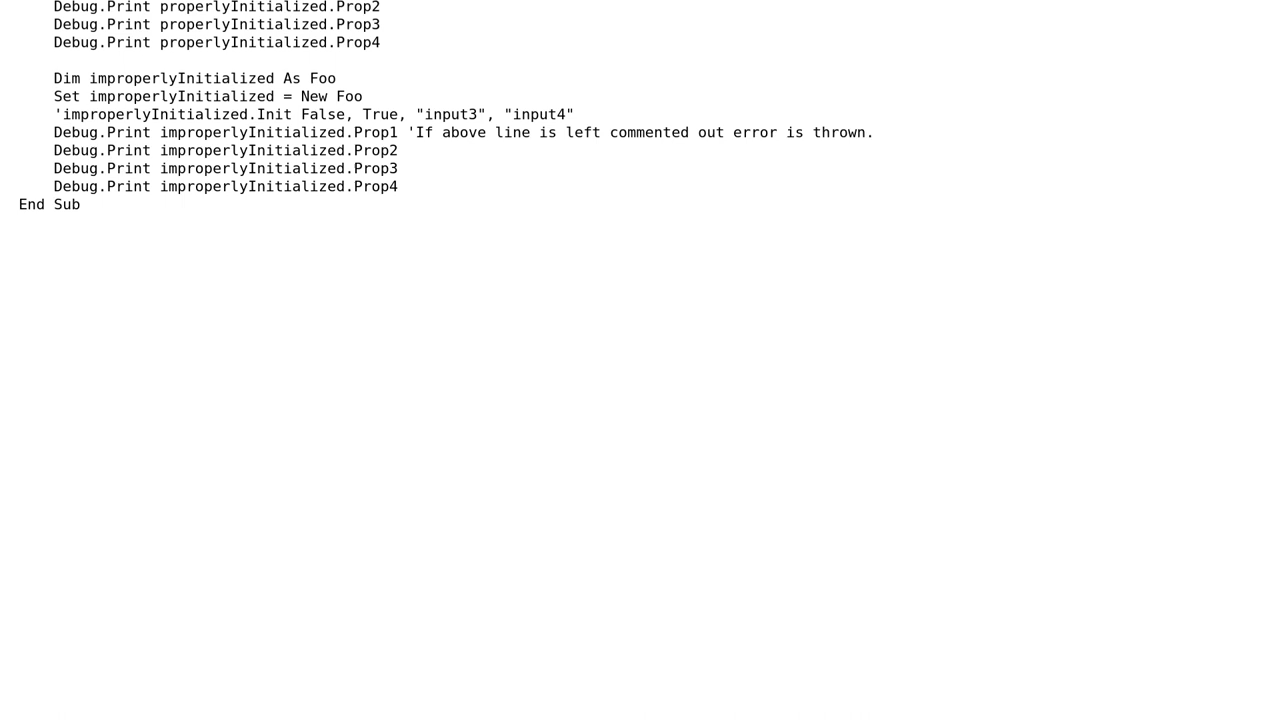 Debug.Print properlyInitialized.Prop2
    Debug.Print properlyInitialized.Prop3
    Debug.Print properlyInitialized.Prop4

    Dim improperlyInitialized As Foo
    Set improperlyInitialized = New Foo
    'improperlyInitialized.Init False, True, "input3", "input4"
    Debug.Print improperlyInitialized.Prop1 'If above line is left commented out error is thrown.
    Debug.Print improperlyInitialized.Prop2
    Debug.Print improperlyInitialized.Prop3
    Debug.Print improperlyInitialized.Prop4
End Sub